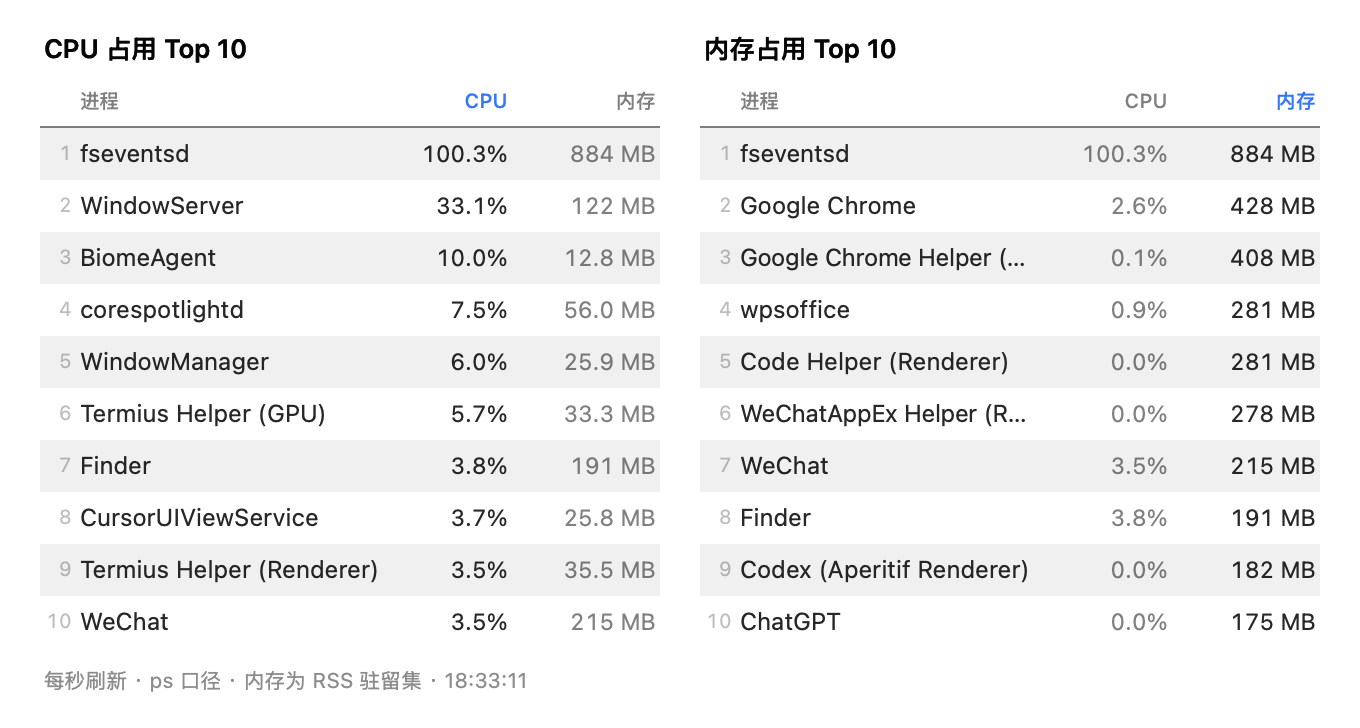 CPU 占用 Top 10
进程 CPU 内存
1 fseventsd 100.3% 884 MB
2 WindowServer 33.1% 122 MB
3 BiomeAgent 10.0% 12.8 MB
4 corespotlightd 7.5% 56.0 MB
5 WindowManager 6.0% 25.9 MB
6 Termius Helper (GPU) 5.7% 33.3 MB
7 Finder 3.8% 191 MB
8 CursorUIViewService 3.7% 25.8 MB
9 Termius Helper (Renderer) 3.5% 35.5 MB
10 WeChat 3.5% 215 MB
内存占用 Top 10
进程 CPU 内存
1 fseventsd 100.3% 884 MB
2 Google Chrome 2.6% 428 MB
3 Google Chrome Helper (... 0.1% 408 MB
4 wpsoffice 0.9% 281 MB
5 Code Helper (Renderer) 0.0% 281 MB
6 WeChatAppEx Helper (R... 0.0% 278 MB
7 WeChat 3.5% 215 MB
8 Finder 3.8% 191 MB
9 Codex (Aperitif Renderer) 0.0% 182 MB
10 ChatGPT 0.0% 175 MB
每秒刷新 · ps 口径 · 内存为 RSS 驻留集 · 18:33:11